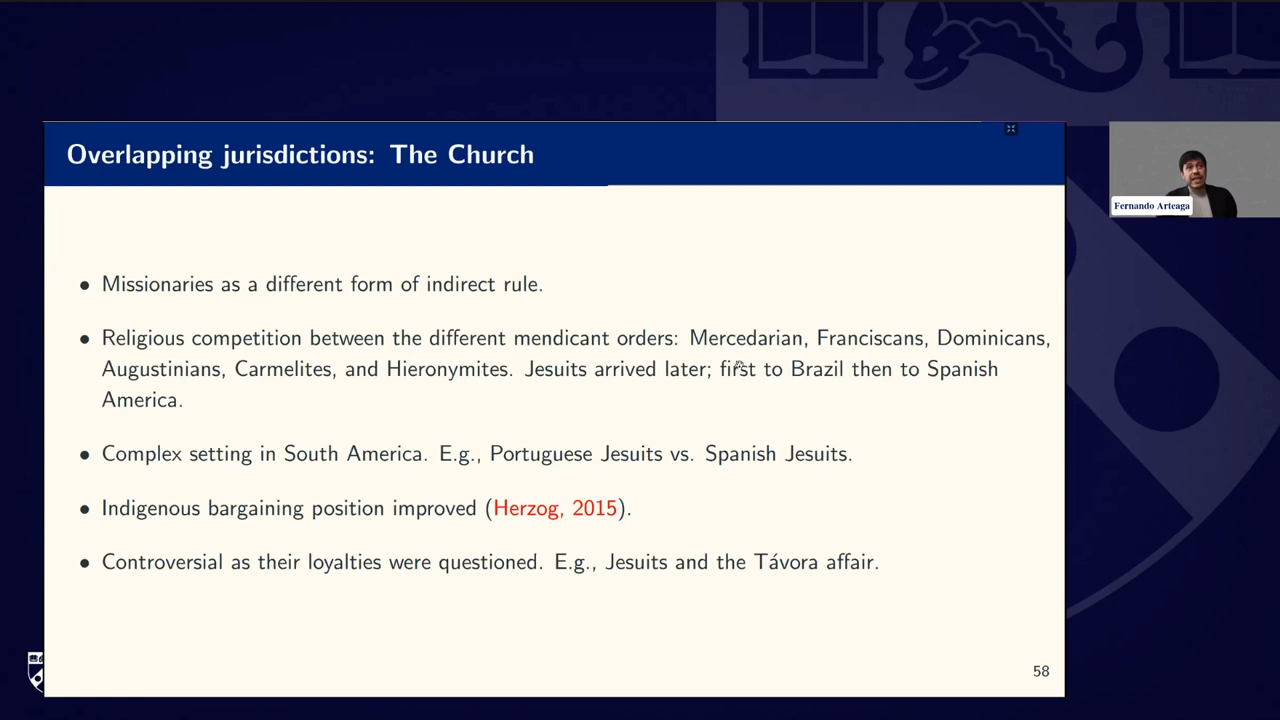 Overlapping jurisdictions: The Church
Fernando Arteaga
• Missionaries as a different form of indirect rule.
• Religious competition between the different mendicant orders: Mercedarian, Franciscans, Dominicans,
Augustinians, Carmelites, and Hieronymites. Jesuits arrived later; first to Brazil then to Spanish
America.
• Complex setting in South America. E.g., Portuguese Jesuits vs. Spanish Jesuits.
• Indigenous bargaining position improved (Herzog, 2015).
• Controversial as their loyalties were questioned. E.g., Jesuits and the Távora affair.
58